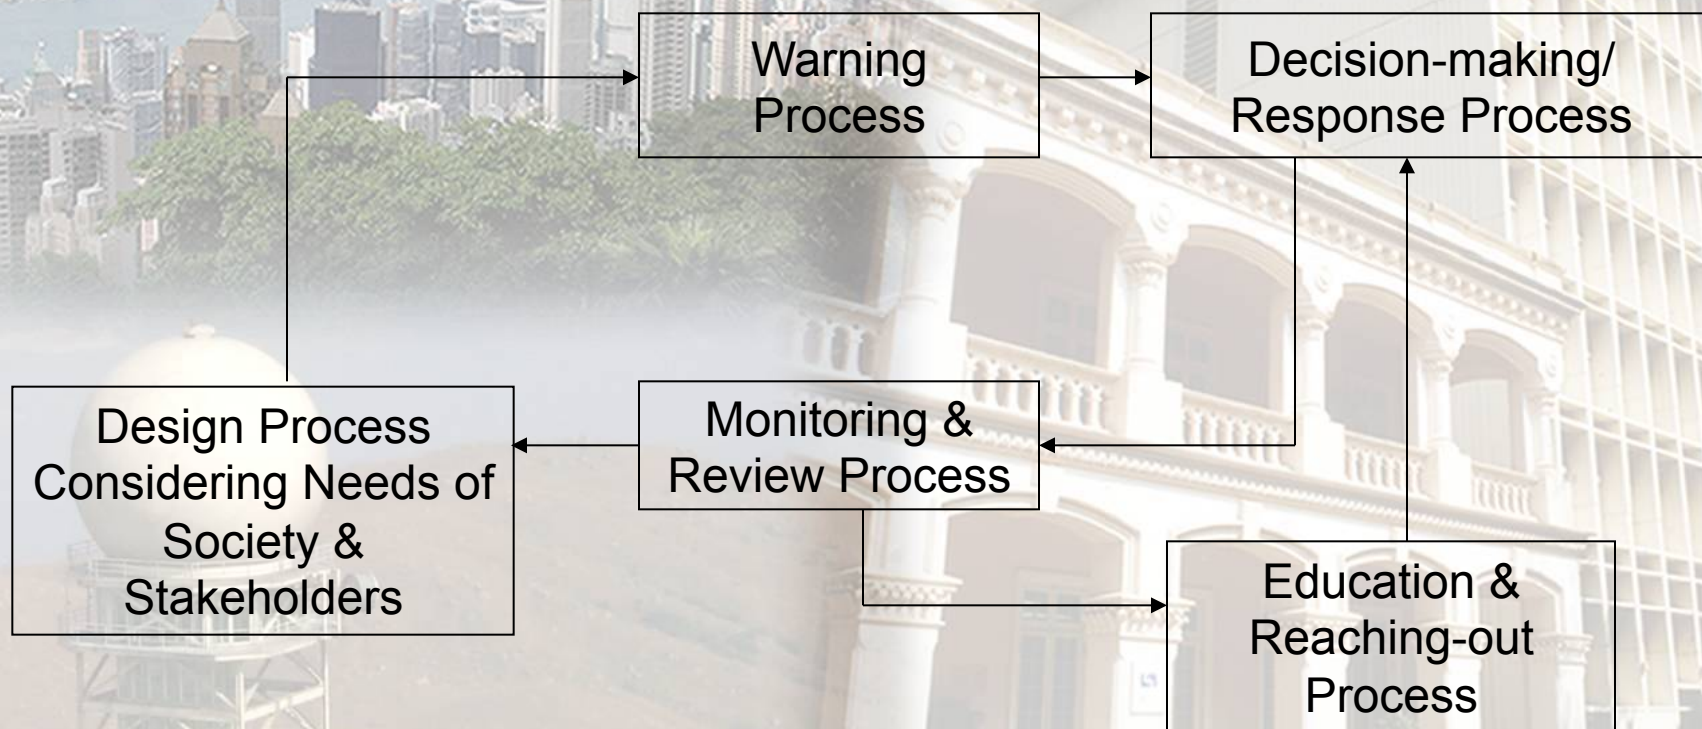 Warning
Process
Decision-making/
Response Process
Design Process
Considering Needs of
Society &
Stakeholders
Monitoring &
Review Process
Education &
Reaching-out
Process